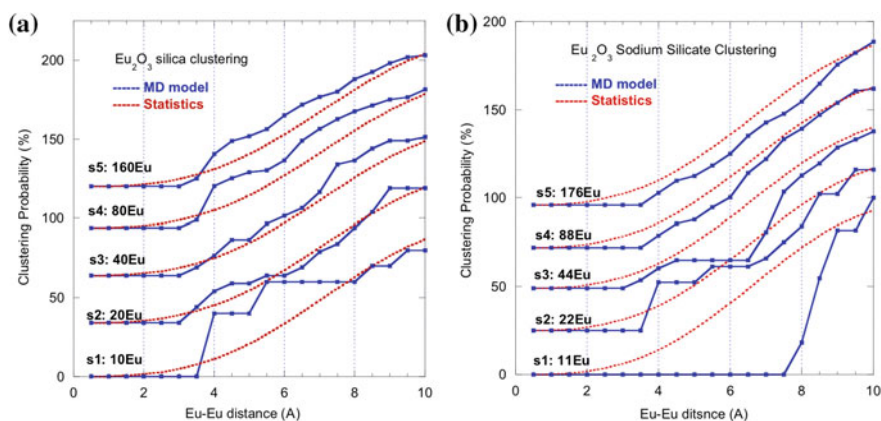 (a)
Eu2O3 silica clustering
MD model
Statistics
s5: 160Eu
s4: 80Eu
s3: 40Eu
s2: 20Eu
s1: 10Eu
Clustering Probability (%)
200
150
100
50
0
0 2 4 6 8 10
Eu-Eu distance (A)
(b)
Eu2O3 Sodium Silicate Clustering
MD model
Statistics
s5: 176Eu
s4: 88Eu
s3: 44Eu
s2: 22Eu
s1: 11Eu
Clustering Probability (%)
200
150
100
50
0
0 2 4 6 8 10
Eu-Eu ditsnce (A)